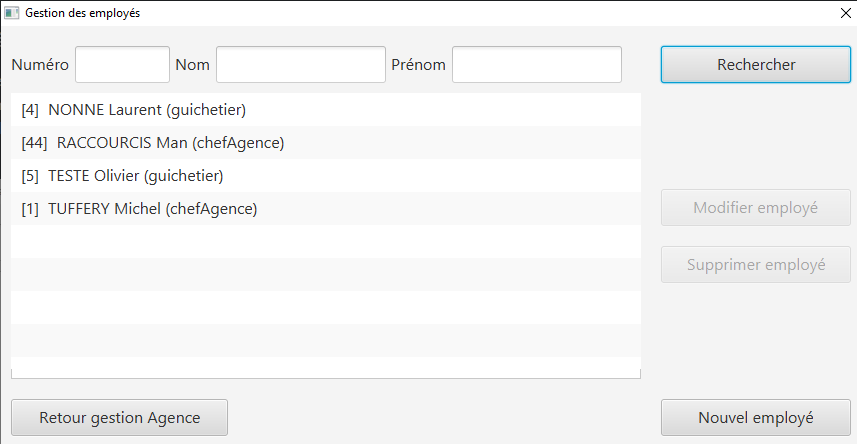 Gestion des employés
Numéro Nom Prénom Rechercher
[4] NONNE Laurent (guichetier)
[44] RACCOURCIS Man (chefAgence)
[5] TESTE Olivier (guichetier)
[1] TUFFERY Michel (chefAgence)
Modifier employé
Supprimer employé
Retour gestion Agence Nouvel employé